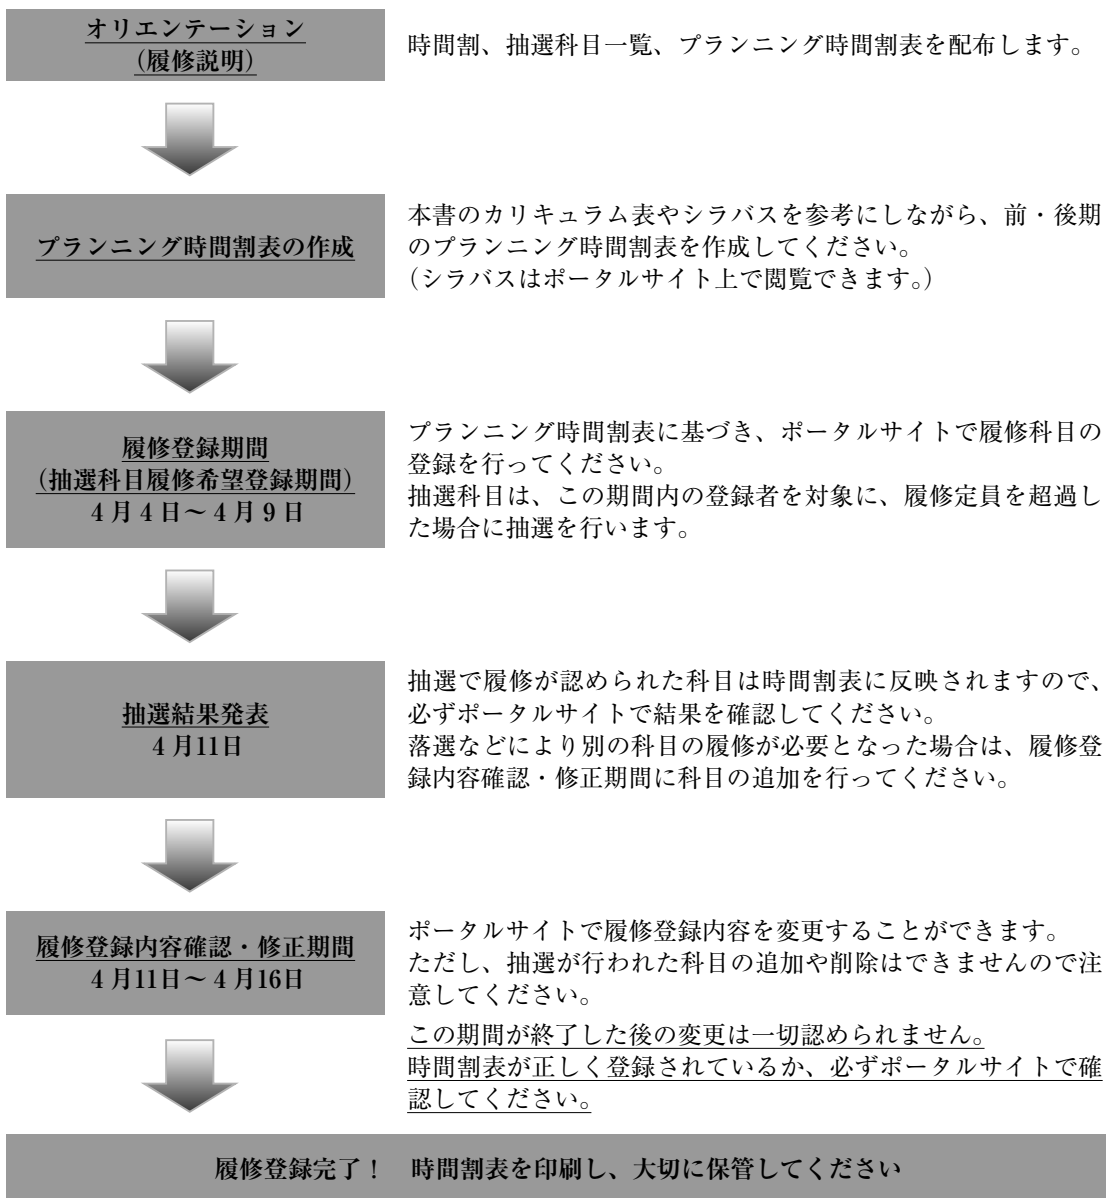 オリエンテーション
（履修説明）
時間割、抽選科目一覧、プランニング時間割表を配布します。
プランニング時間割表の作成
本書のカリキュラム表やシラバスを参考にしながら、前・後期
のプランニング時間割表を作成してください。
（シラバスはポータルサイト上で閲覧できます。）
履修登録期間
（抽選科目履修希望登録期間）
４月４日～４月９日
プランニング時間割表に基づき、ポータルサイトで履修科目の
登録を行ってください。
抽選科目は、この期間内の登録者を対象に、履修定員を超過し
た場合に抽選を行います。
抽選結果発表
４月11日
抽選で履修が認められた科目は時間割表に反映されますので、
必ずポータルサイトで結果を確認してください。
落選などにより別の科目の履修が必要となった場合は、履修登
録内容確認・修正期間に科目の追加を行ってください。
履修登録内容確認・修正期間
４月11日～４月16日
ポータルサイトで履修登録内容を変更することができます。
ただし、抽選が行われた科目の追加や削除はできませんので注
意してください。
この期間が終了した後の変更は一切認められません。
時間割表が正しく登録されているか、必ずポータルサイトで確
認してください。
履修登録完了！　時間割表を印刷し、大切に保管してください